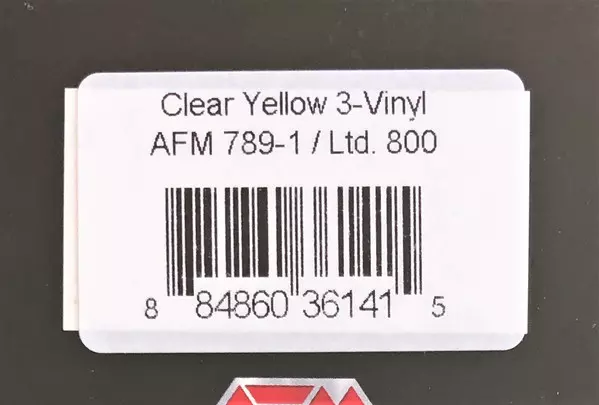 Clear Yellow 3-Vinyl
AFM 789-1 / Ltd. 800
8 84860 36141 5